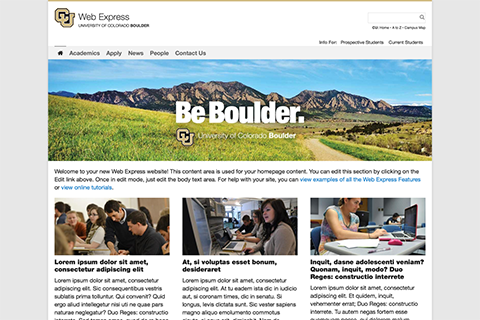 Web Express
UNIVERSITY OF COLORADO BOULDER
CU Home • A to Z • Campus Map
Info For: Prospective Students Current Students
Academics Apply News People Contact Us
Be Boulder.
University of Colorado Boulder
Welcome to your new Web Express website! This content area is used for your homepage content. You can edit this section by clicking on the
Edit link above. Once in edit mode, just edit the body text area. For help with your site, you can view examples of all the Web Express Features
or view online tutorials.
Lorem ipsum dolor sit amet,
consectetur adipiscing elit
Lorem ipsum dolor sit amet,
consectetur adipiscing elit.
Consequatur consequatur ventis
sublatis prima tollutur. Qui convenit? Quid
ergo aliud intellegetur nisi uti ne quae pars
naturae neglegatur? Duo Reges:
constructio interrete. Lorem ipsum dolor
At, si voluptas esset bonum,
desideraret
Lorem ipsum dolor sit amet, consectetur
adipiscing elit. At eum iam dic in iudicio
aut, si coronam times, dic in senatu. Si
longus, levis dictata sunt. Sic vester sapiens
magno aliquo emolumento commotus
Inquit, dasne adolescenti veniam?
Quonam, inquit, modo? Duo
Reges: constructio interrete
Lorem ipsum dolor sit amet, consectetur
adipiscing elit. Et quidem, inquit,
vehementer errat; Duo Reges: constructio
interrete. Tu autem negas fortem esse